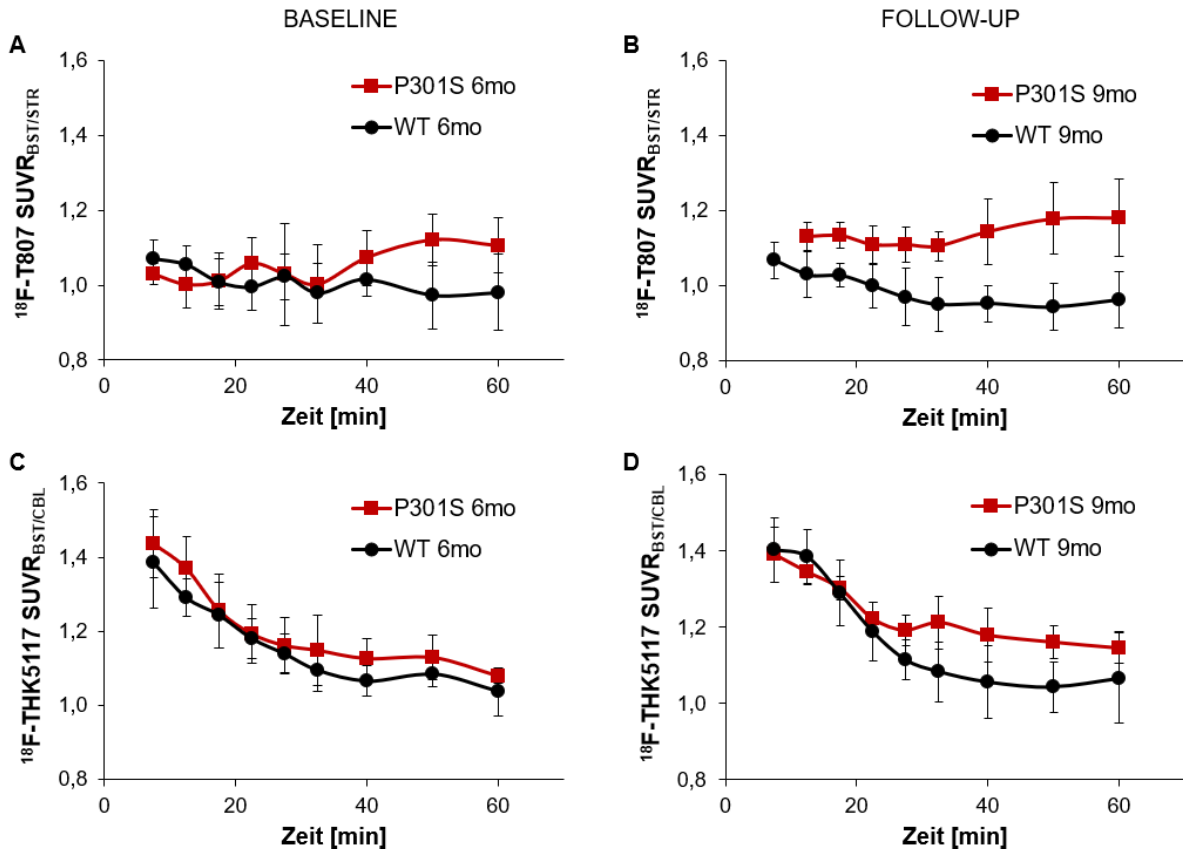 BASELINE
FOLLOW-UP
A
¹⁸F-T807 SUVR_BST/STR
1,6
1,4
1,2
1,0
0,8
0
20
40
60
Zeit [min]
P301S 6mo
WT 6mo
B
¹⁸F-T807 SUVR_BST/STR
1,6
1,4
1,2
1,0
0,8
0
20
40
60
Zeit [min]
P301S 9mo
WT 9mo
C
¹⁸F-THK5117 SUVR_BST/CBL
1,6
1,4
1,2
1,0
0,8
0
20
40
60
Zeit [min]
P301S 6mo
WT 6mo
D
¹⁸F-THK5117 SUVR_BST/CBL
1,6
1,4
1,2
1,0
0,8
0
20
40
60
Zeit [min]
P301S 9mo
WT 9mo